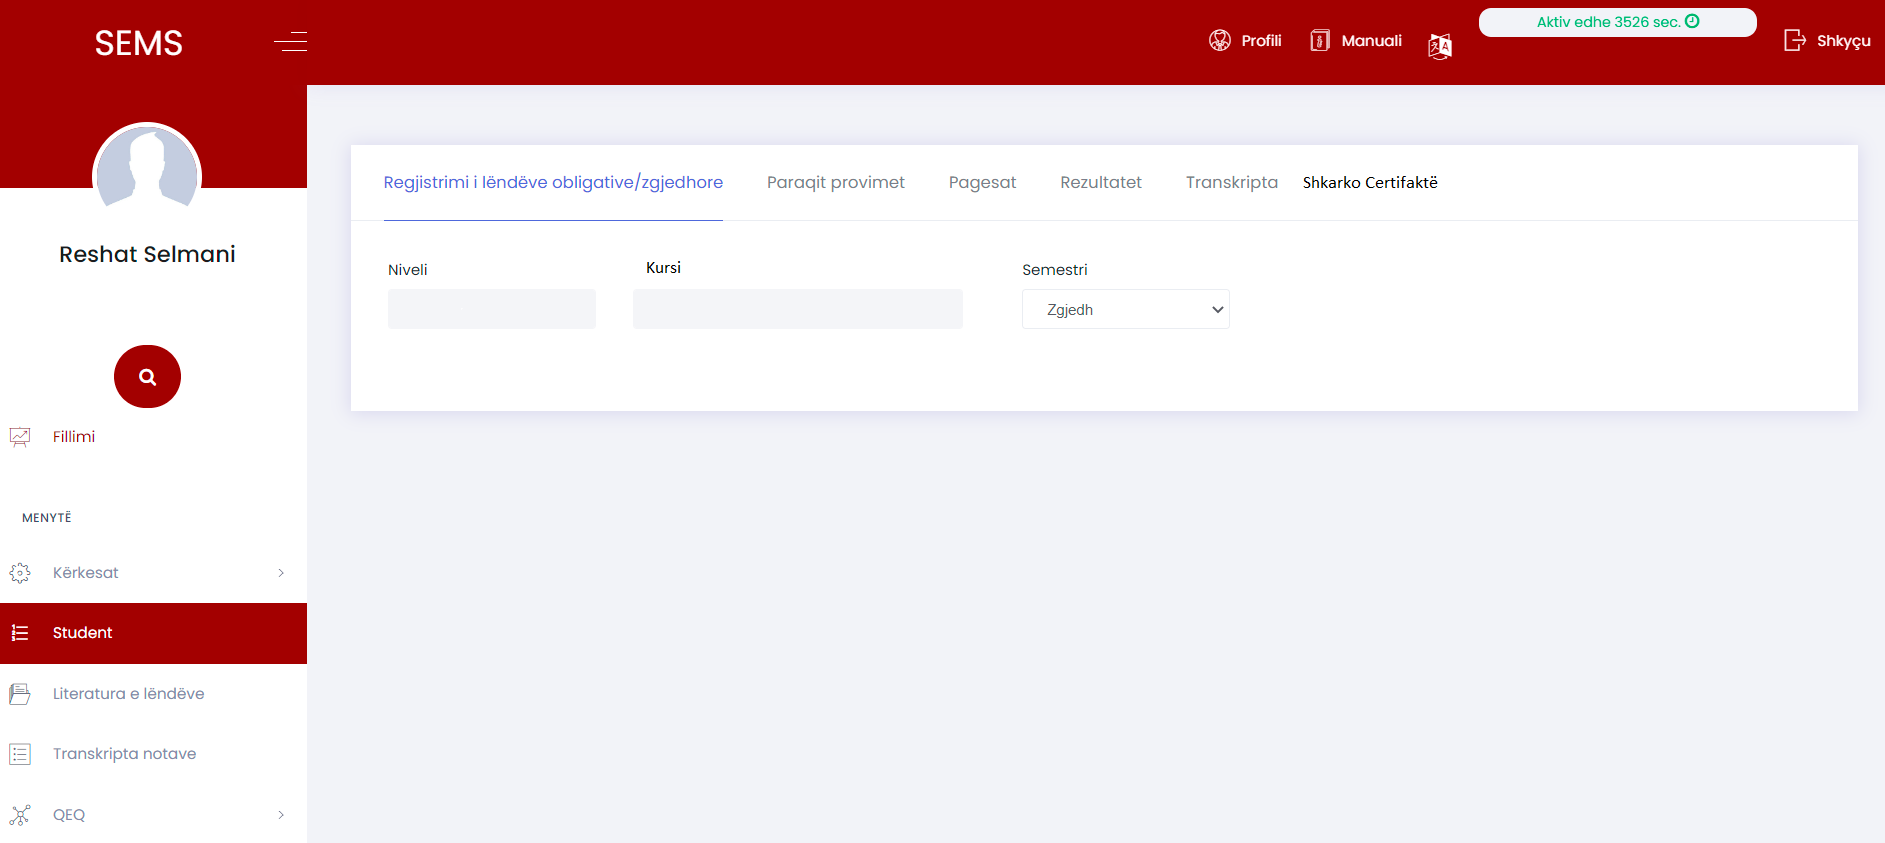 SEMS
Profili
Manuali
Aktiv edhe 3526 sec.
Shkyçu
Reshat Selmani
Fillimi
MENYTË
Kërkesat
Student
Literatura e lëndëve
Transkripta notave
QEQ
Regjistrimi i lëndëve obligative/zgjedhore Paraqit provimet Pagesat Rezultatet Transkripta Shkarko Certifaktë
Niveli Kursi Semestri
Zgjedh